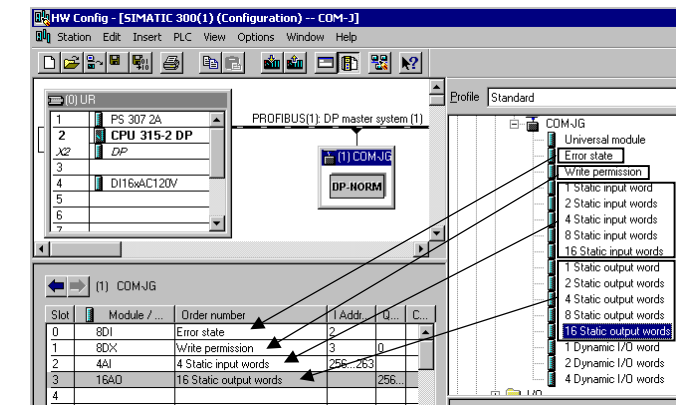 HW Config - [SIMATIC 300(1) (Configuration) -- COM-J]
Station Edit Insert PLC View Options Window Help
(0) UR
1 PS 307 2A
2 CPU 315-2 DP
X2 DP
3
4 DI16xAC120V
5
6
7
PROFIBUS(1): DP master system (1)
(1) COM-JG
DP-NORM
Profile Standard
COM-JG
Universal module
Error state
Write permission
1 Static input word
2 Static input words
4 Static input words
8 Static input words
16 Static input words
1 Static output word
2 Static output words
4 Static output words
8 Static output words
16 Static output words
1 Dynamic I/O word
2 Dynamic I/O words
4 Dynamic I/O words
I/O
(1) COM-JG
Slot Module / ... Order number I Addr... Q... C...
0 8DI Error state 2
1 8DX Write permission 3 0
2 4AI 4 Static input words 256...263
3 16AO 16 Static output words 256...
4